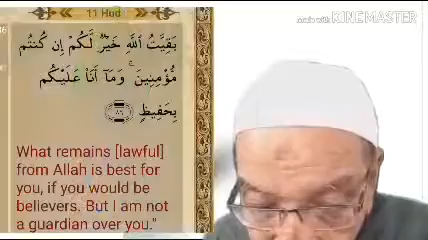 11 Hud
made with KINEMASTER
بَقِيَّتُ ٱللَّهِ خَيْرٌ لَّكُمْ إِن كُنتُم
مُّؤْمِنِينَ ۚ وَمَآ أَنَا۠ عَلَيْكُم
بِحَفِيظٍ ٨٦
What remains [lawful]
from Allah is best for
you, if you would be
believers. But I am not
a guardian over you."